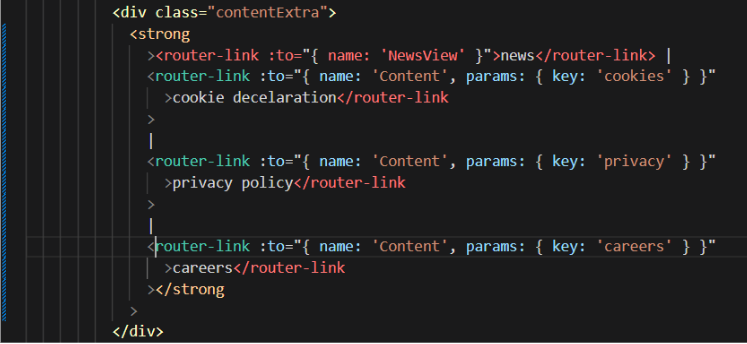 <div class="contentExtra">
<strong
><router-link :to="{ name: 'NewsView' }">news</router-link> |
<router-link :to="{ name: 'Content', params: { key: 'cookies' } }"
>cookie decelaration</router-link
>
|
<router-link :to="{ name: 'Content', params: { key: 'privacy' } }"
>privacy policy</router-link
>
|
<router-link :to="{ name: 'Content', params: { key: 'careers' } }"
>careers</router-link
></strong
>
</div>